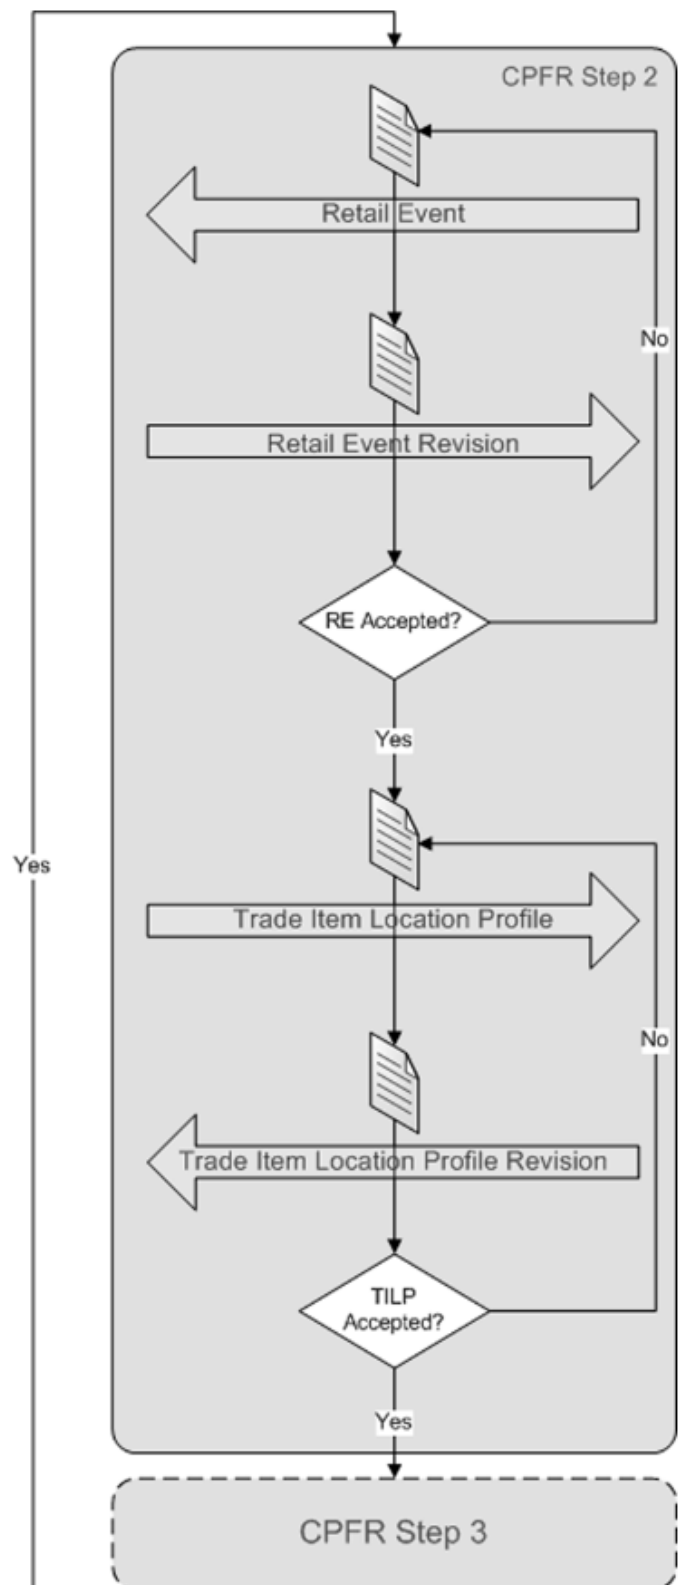 CPFR Step 2
Retail Event
No
Retail Event Revision
RE Accepted?
Yes
Yes
Trade Item Location Profile
No
Trade Item Location Profile Revision
TILP
Accepted?
Yes
CPFR Step 3